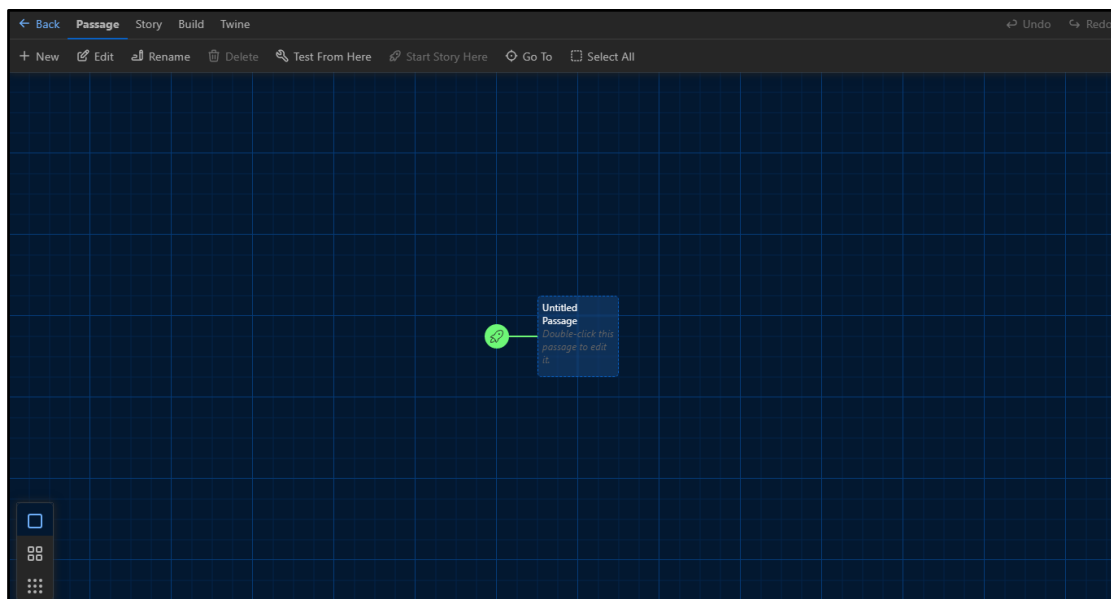 Back Passage Story Build Twine Undo Redo
New Edit Rename Delete Test From Here Start Story Here Go To Select All
Untitled
Passage
Double-click this
passage to edit
it.